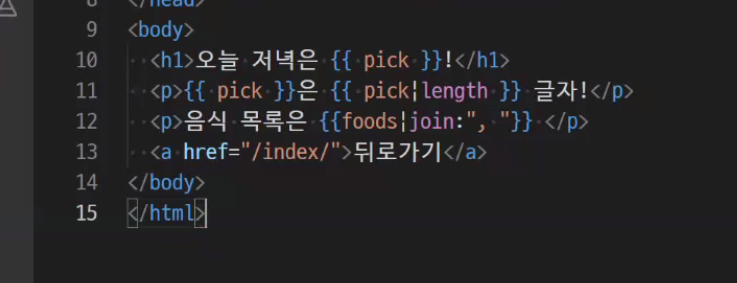 8 </head>
9 <body>
10 <h1>오늘 저녁은 {{ pick }}!</h1>
11 <p>{{ pick }}은 {{ pick|length }} 글자!</p>
12 <p>음식 목록은 {{foods|join:", "}} </p>
13 <a href="/index/">뒤로가기</a>
14 </body>
15 </html>